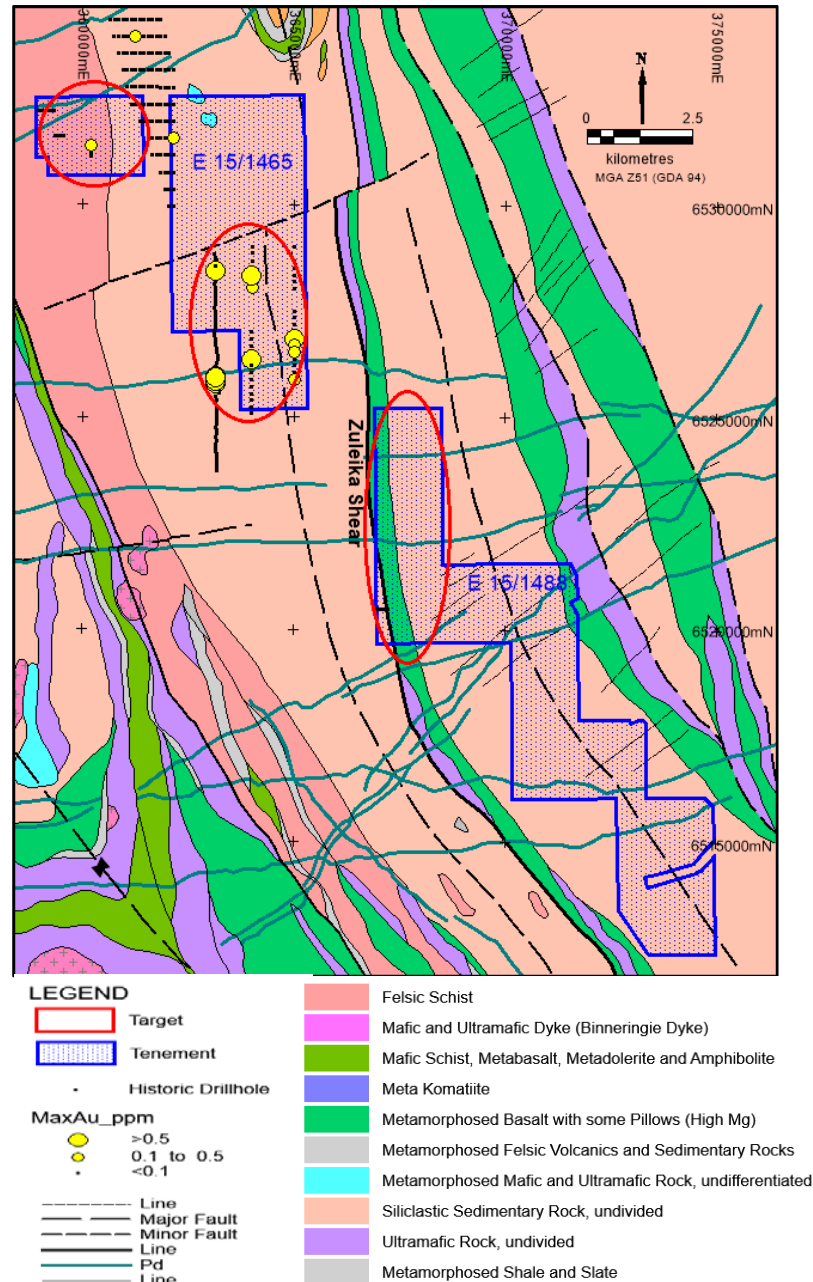 360000mE
365000mE
370000mE
375000mE
N
0 2.5
kilometres
MGA Z51 (GDA 94)
E 15/1465
6530000mN
6525000mN
Zuleika Shear
E 15/1488
6520000mN
6515000mN
LEGEND
Target
Tenement
Historic Drillhole
MaxAu_ppm
>0.5
0.1 to 0.5
<0.1
Line
Major Fault
Minor Fault
Line
Pd
Line
Felsic Schist
Mafic and Ultramafic Dyke (Binneringie Dyke)
Mafic Schist, Metabasalt, Metadolerite and Amphibolite
Meta Komatiite
Metamorphosed Basalt with some Pillows (High Mg)
Metamorphosed Felsic Volcanics and Sedimentary Rocks
Metamorphosed Mafic and Ultramafic Rock, undifferentiated
Siliclastic Sedimentary Rock, undivided
Ultramafic Rock, undivided
Metamorphosed Shale and Slate